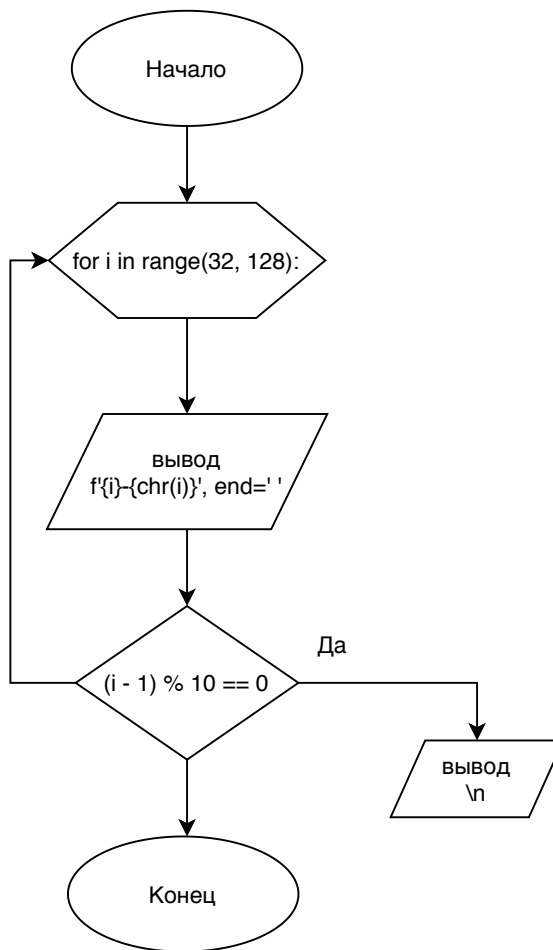 Начало
for i in range(32, 128):
вывод
f'{i}-{chr(i)}', end=' '
(i - 1) % 10 == 0
Да
вывод
\n
Конец